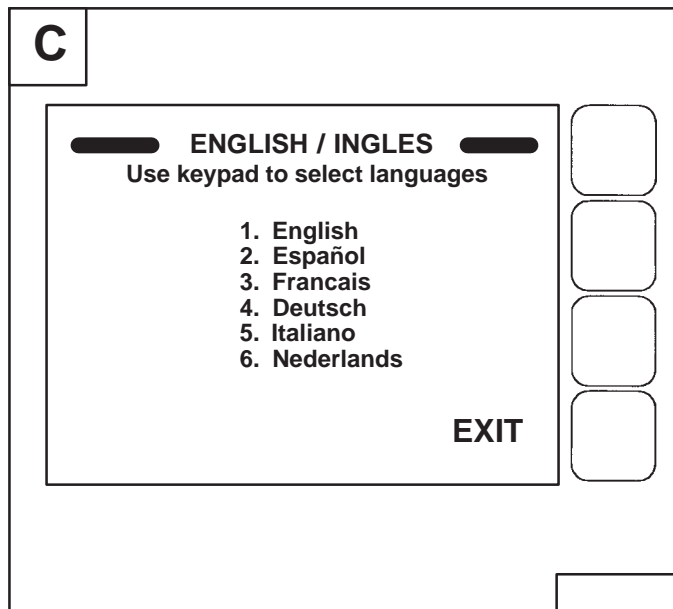 C
ENGLISH / INGLES
Use keypad to select languages
1. English
2. Español
3. Francais
4. Deutsch
5. Italiano
6. Nederlands
EXIT